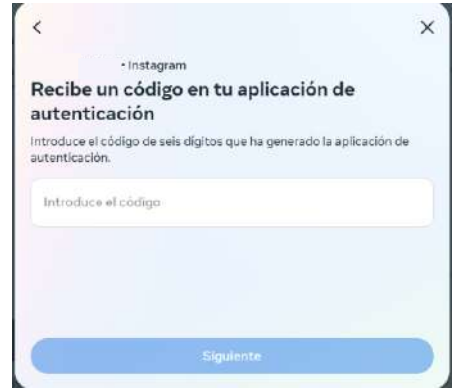 • Instagram
Recibe un código en tu aplicación de
autenticación
Introduce el código de seis dígitos que ha generado la aplicación de
autenticación.
Introduce el código
Siguiente